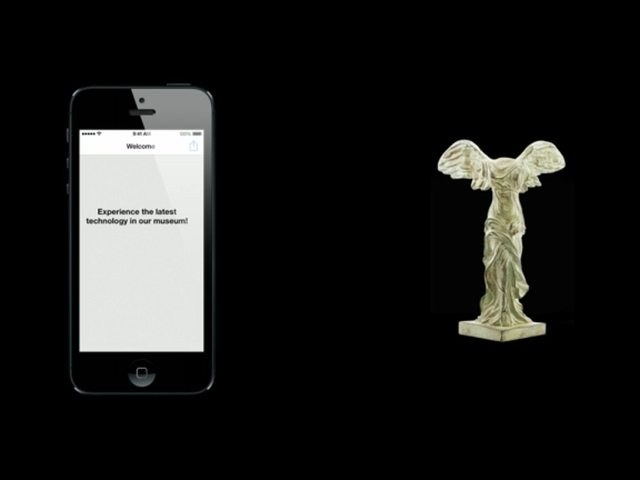 9:41 AM
100%
Welcome
Experience the latest
technology in our museum!